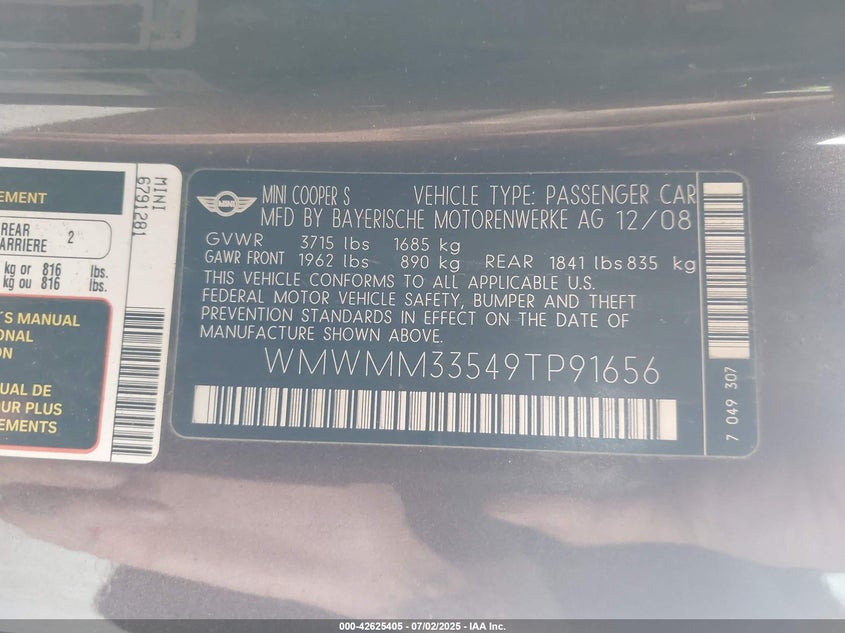 EMENT
REAR
ARRIERE 2
kg or 816 lbs.
kg ou 816 lbs.
'S MANUAL
IONAL
ON
UAL DE
OUR PLUS
EMENTS
MINI
6791281
MINI
MINI COOPER S VEHICLE TYPE: PASSENGER CAR
MFD BY BAYERISCHE MOTORENWERKE AG 12/08
GVWR 3715 lbs 1685 kg
GAWR FRONT 1962 lbs 890 kg REAR 1841 lbs 835 kg
THIS VEHICLE CONFORMS TO ALL APPLICABLE U.S.
FEDERAL MOTOR VEHICLE SAFETY, BUMPER AND THEFT
PREVENTION STANDARDS IN EFFECT ON THE DATE OF
MANUFACTURE SHOWN ABOVE.
WMWMM33549TP91656
7 049 307
000-42625405 - 07/02/2025 - IAA Inc.